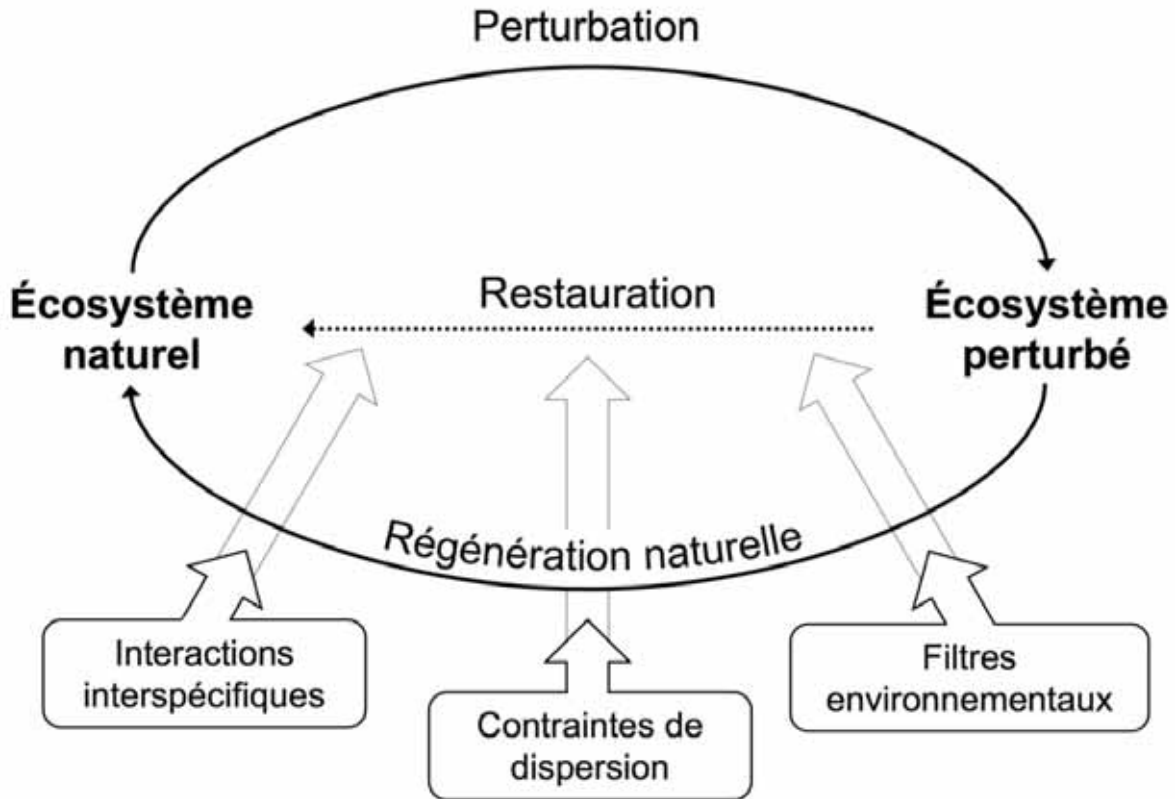 Perturbation
Écosystème
naturel
Restauration
Écosystème
perturbé
Régénération naturelle
Interactions
interspécifiques
Contraintes de
dispersion
Filtres
environnementaux